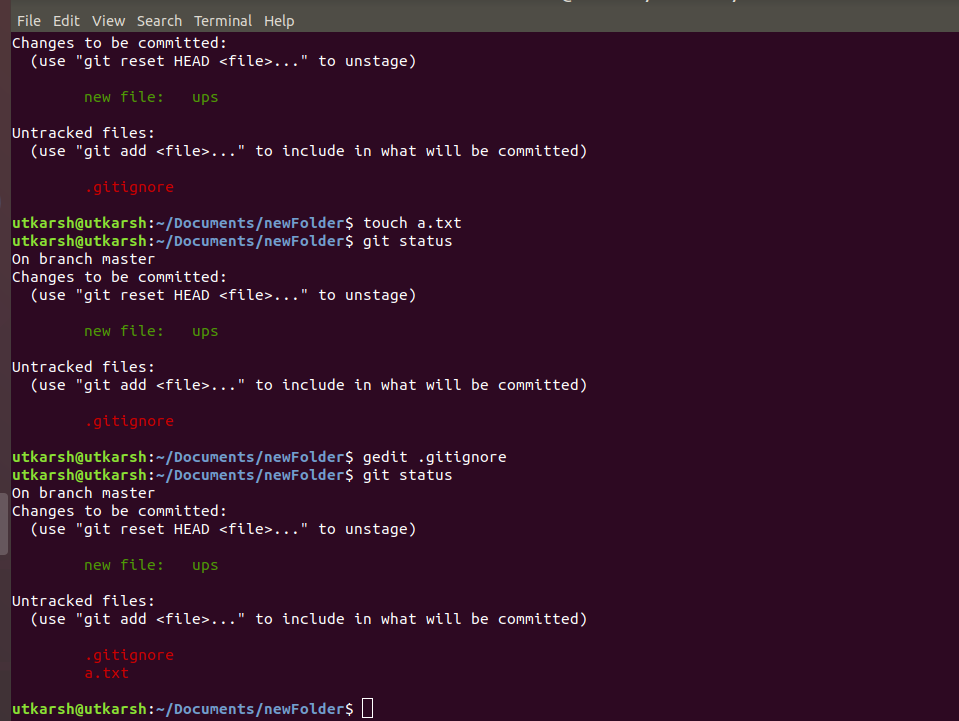 File Edit View Search Terminal Help
Changes to be committed:
  (use "git reset HEAD <file>..." to unstage)
        new file:   ups
Untracked files:
  (use "git add <file>..." to include in what will be committed)
        .gitignore
utkarsh@utkarsh:~/Documents/newFolder$ touch a.txt
utkarsh@utkarsh:~/Documents/newFolder$ git status
On branch master
Changes to be committed:
  (use "git reset HEAD <file>..." to unstage)
        new file:   ups
Untracked files:
  (use "git add <file>..." to include in what will be committed)
        .gitignore
utkarsh@utkarsh:~/Documents/newFolder$ gedit .gitignore
utkarsh@utkarsh:~/Documents/newFolder$ git status
On branch master
Changes to be committed:
  (use "git reset HEAD <file>..." to unstage)
        new file:   ups
Untracked files:
  (use "git add <file>..." to include in what will be committed)
        .gitignore
        a.txt
utkarsh@utkarsh:~/Documents/newFolder$